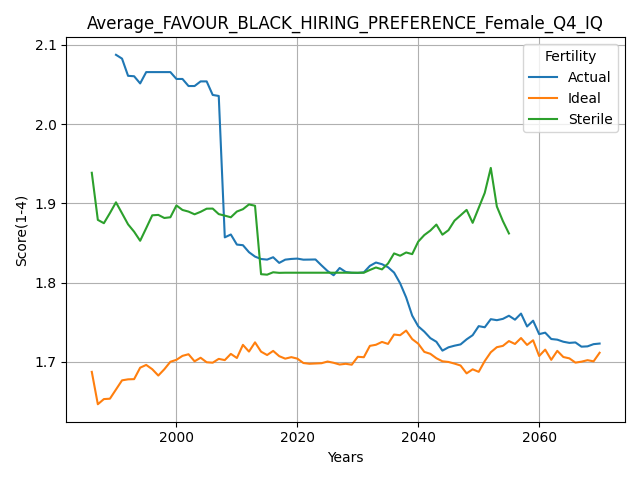 Average_FAVOUR_BLACK_HIRING_PREFERENCE_Female_Q4_IQ
Fertility
Actual
Ideal
Sterile
Score(1-4)
2.1
2.0
1.9
1.8
1.7
2000
2020
2040
2060
Years